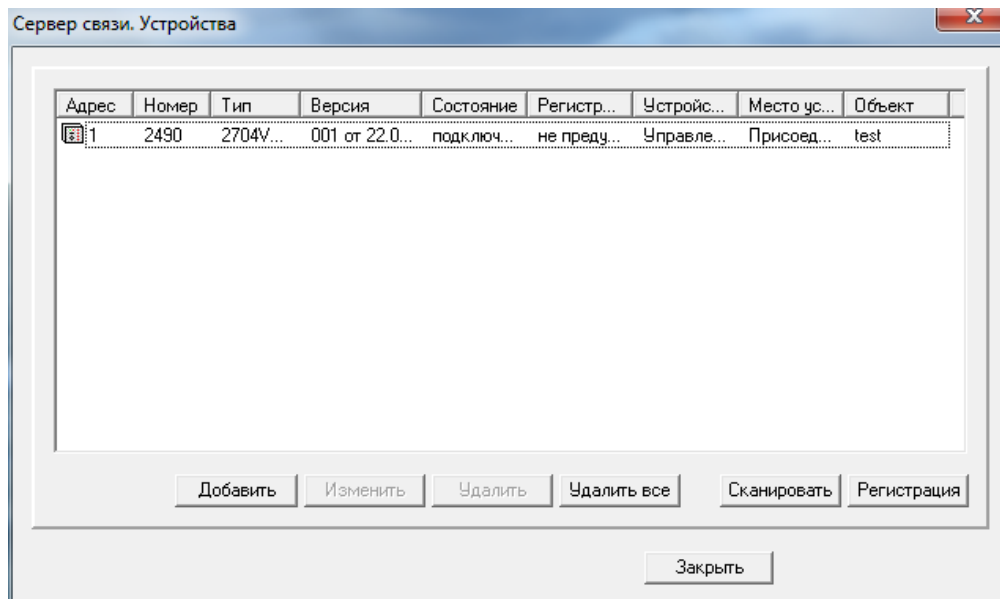 Сервер связи. Устройства
Адрес Номер Тип Версия Состояние Регистр... Устройс... Место ус... Объект
1 2490 2704V... 001 от 22.0... подключ... не преду... Управле... Присоед... test
Добавить Изменить Удалить Удалить все Сканировать Регистрация
Закрыть